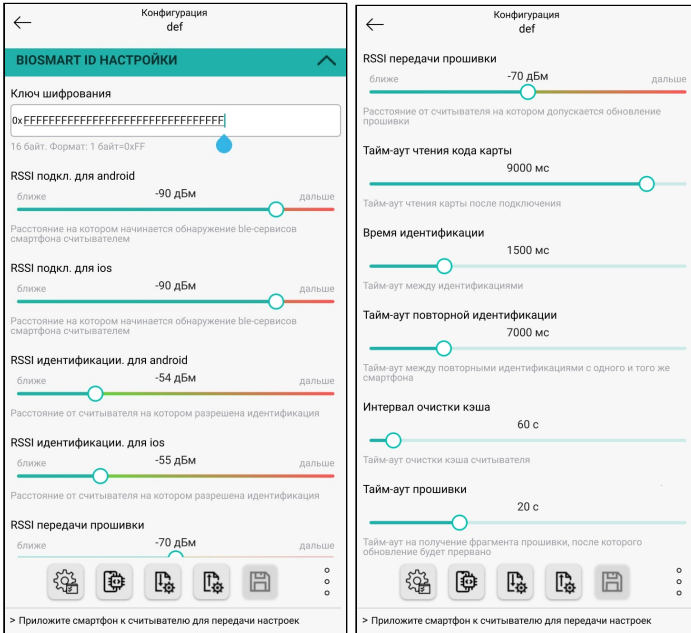 Конфигурация
def
BIOSMART ID НАСТРОЙКИ
Ключ шифрования
0xFFFFFFFFFFFFFFFFFFFFFFFFFFFFFFFF
16 байт. Формат: 1 байт=0xFF
RSSI подкл. для android
ближе -90 дБм дальше
Расстояние на котором начинается обнаружение ble-сервисов
смартфона считывателем
RSSI подкл. для ios
ближе -90 дБм дальше
Расстояние на котором начинается обнаружение ble-сервисов
смартфона считывателем
RSSI идентификации. для android
ближе -54 дБм дальше
Расстояние от считывателя на котором разрешена идентификация
RSSI идентификации. для ios
ближе -55 дБм дальше
Расстояние от считывателя на котором разрешена идентификация
RSSI передачи прошивки
ближе -70 дБм дальше
> Приложите смартфон к считывателю для передачи настроек
Конфигурация
def
RSSI передачи прошивки
ближе -70 дБм дальше
Расстояние от считывателя на котором допускается обновление
прошивки
Тайм-аут чтения кода карты
9000 мс
Тайм-аут чтения карты после подключения
Время идентификации
1500 мс
Тайм-аут между идентификациями
Тайм-аут повторной идентификации
7000 мс
Тайм-аут между повторными идентификациями с одного и того же
смартфона
Интервал очистки кэша
60 с
Тайм-аут очистки кэша считывателя
Тайм-аут прошивки
20 с
Тайм-аут на получение фрагмента прошивки, после которого
обновление будет прервано
> Приложите смартфон к считывателю для передачи настроек